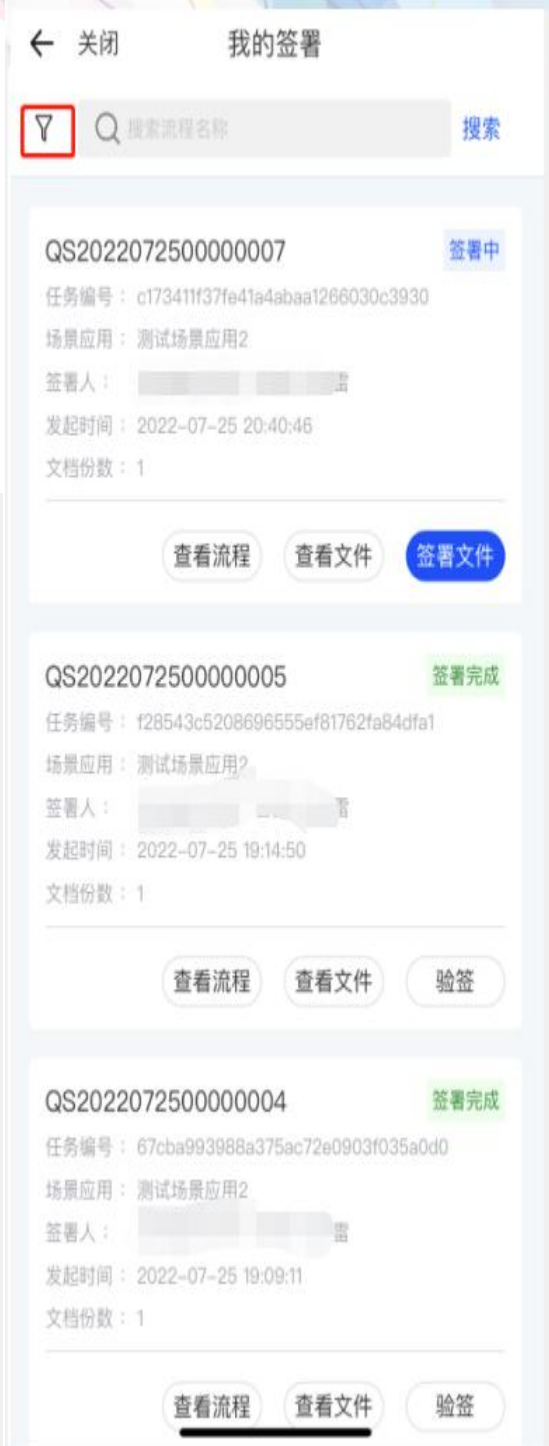 关闭 我的签署
搜索流程名称 搜索
QS2022072500000007 签署中
任务编号： c173411f37fe41a4abaa1266030c3930
场景应用： 测试场景应用2
签署人：
发起时间： 2022-07-25 20:40:46
文档份数： 1
查看流程 查看文件 签署文件
QS2022072500000005 签署完成
任务编号： f28543c5208696555ef81762fa84dfa1
场景应用： 测试场景应用2
签署人：
发起时间： 2022-07-25 19:14:50
文档份数： 1
查看流程 查看文件 验签
QS2022072500000004 签署完成
任务编号： 67cba993988a375ac72e0903f035a0d0
场景应用： 测试场景应用2
签署人： 雷
发起时间： 2022-07-25 19:09:11
文档份数： 1
查看流程 查看文件 验签